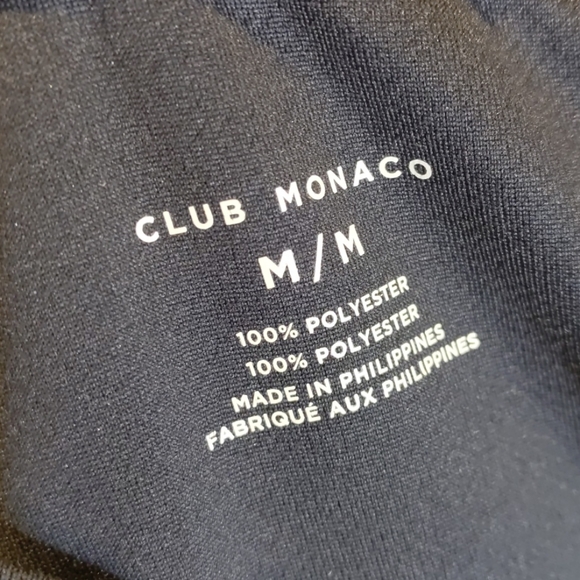 CLUB MONACO
M/M
100% POLYESTER
100% POLYESTER
MADE IN PHILIPPINES
FABRIQUÉ AUX PHILIPPINES